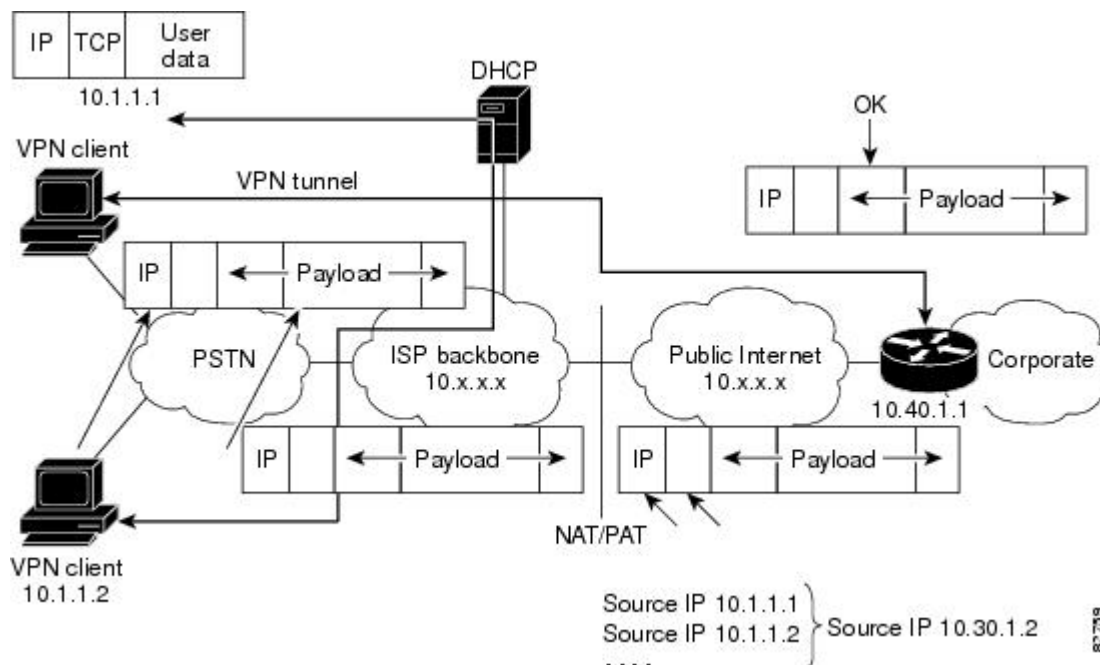 IP TCP User data
10.1.1.1
DHCP
OK
VPN client
VPN tunnel
IP Payload
IP Payload
PSTN
ISP backbone
10.x.x.x
Public Internet
10.x.x.x
Corporate
10.40.1.1
IP Payload
IP Payload
NAT/PAT
VPN client
10.1.1.2
Source IP 10.1.1.1
Source IP 10.1.1.2
Source IP 10.30.1.2
82759